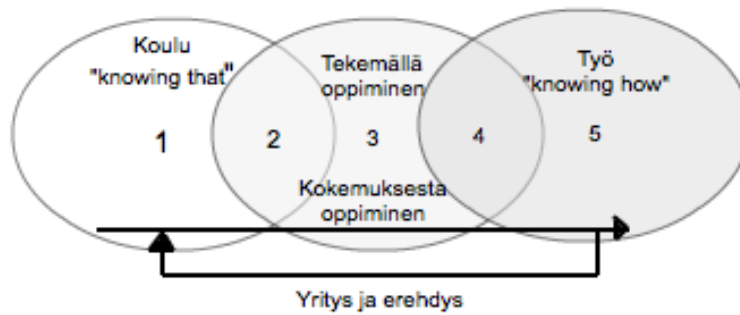 Koulu
"knowing that"
Tekemällä
oppiminen
Työ
"knowing how"
1
2
3
4
5
Kokemuksesta
oppiminen
Yritys ja erehdys